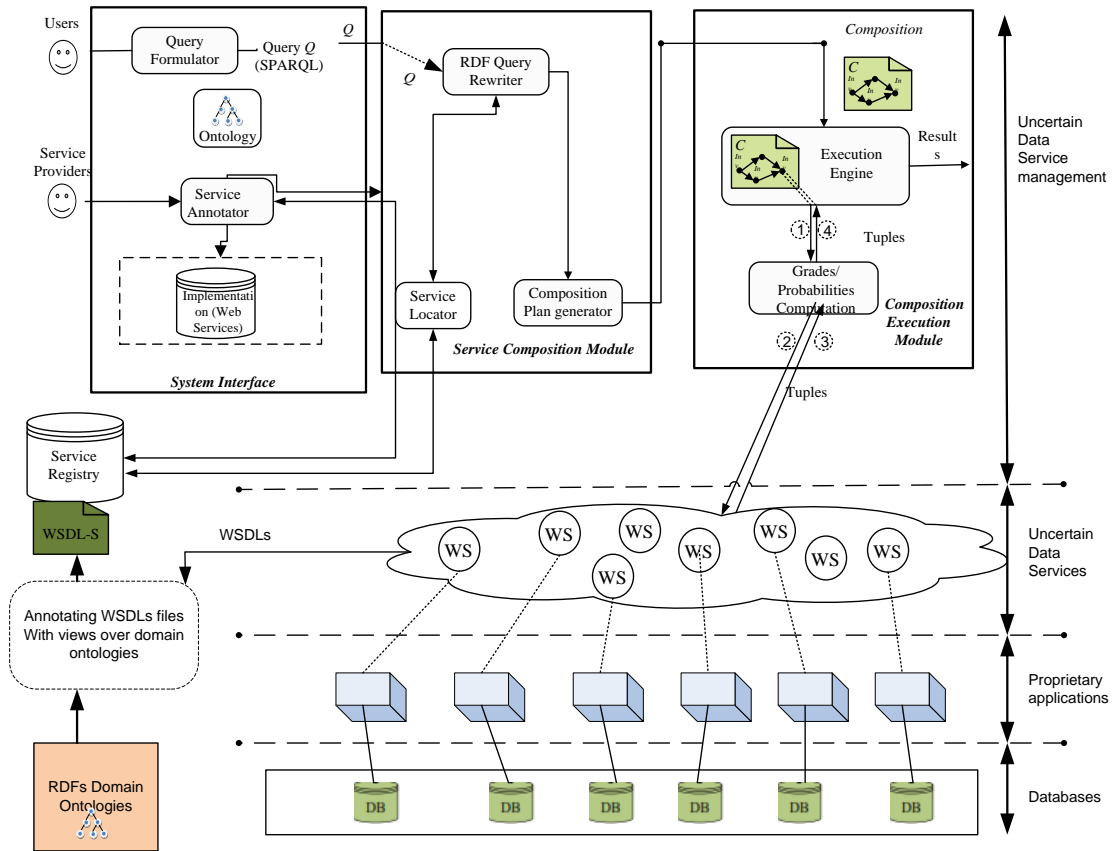 Users
Query
Formulator
Query Q
(SPARQL)
Ontology
Service
Providers
Service
Annotator
Implementati
on (Web
Services)
System Interface
Q
Q
RDF Query
Rewriter
Service
Locator
Composition
Plan generator
Service Composition Module
Composition
C
In
In
C
In
In
Execution
Engine
Result
s
1
4
Tuples
Grades/
Probabilities
Computation
Composition
Execution
Module
2
3
Tuples
Uncertain
Data
Service
management
Service
Registry
WSDL-S
WSDLs
WS
WS
WS
WS
WS
WS
WS
WS
Uncertain
Data
Services
Annotating WSDLs files
With views over domain
ontologies
Proprietary
applications
RDFs Domain
Ontologies
DB
DB
DB
DB
DB
DB
Databases